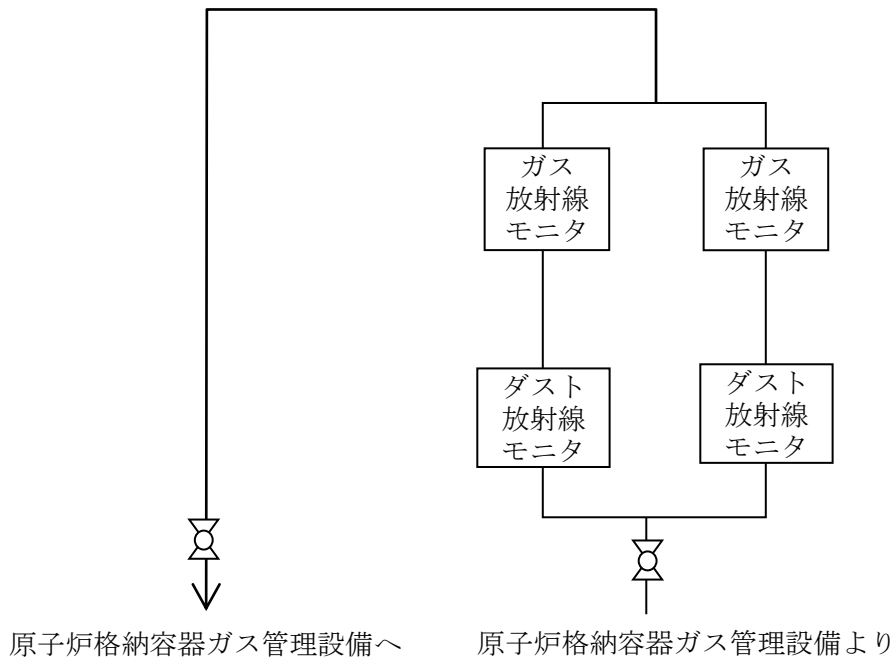 ガス
放射線
モニタ
ガス
放射線
モニタ
ダスト
放射線
モニタ
ダスト
放射線
モニタ
原子炉格納容器ガス管理設備へ
原子炉格納容器ガス管理設備より